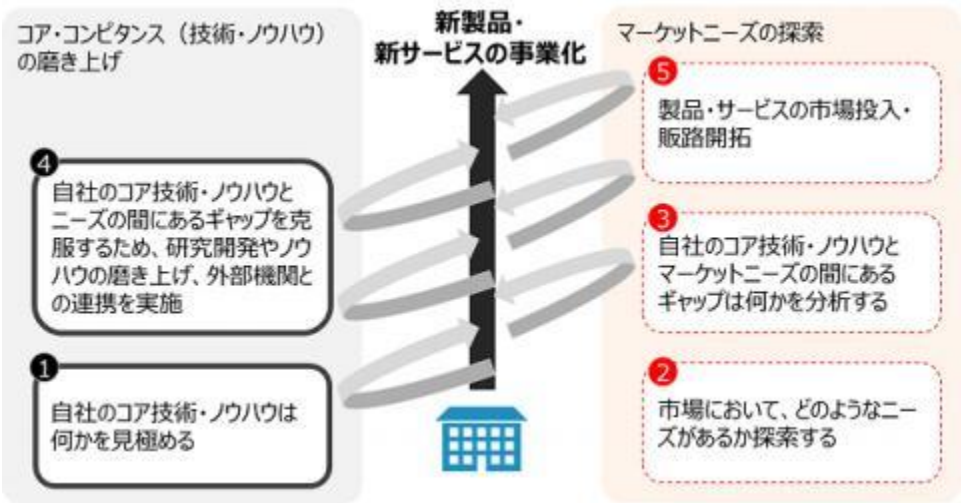 コア・コンピタンス（技術・ノウハウ）
の磨き上げ
新製品・
新サービスの事業化
マーケットニーズの探索
5
製品・サービスの市場投入・
販路開拓
4
自社のコア技術・ノウハウと
ニーズの間にあるギャップを克
服するため、研究開発やノウ
ハウの磨き上げ、外部機関と
の連携を実施
3
自社のコア技術・ノウハウと
マーケットニーズの間にある
ギャップは何かを分析する
1
自社のコア技術・ノウハウは
何かを見極める
2
市場において、どのようなニー
ズがあるか探索する